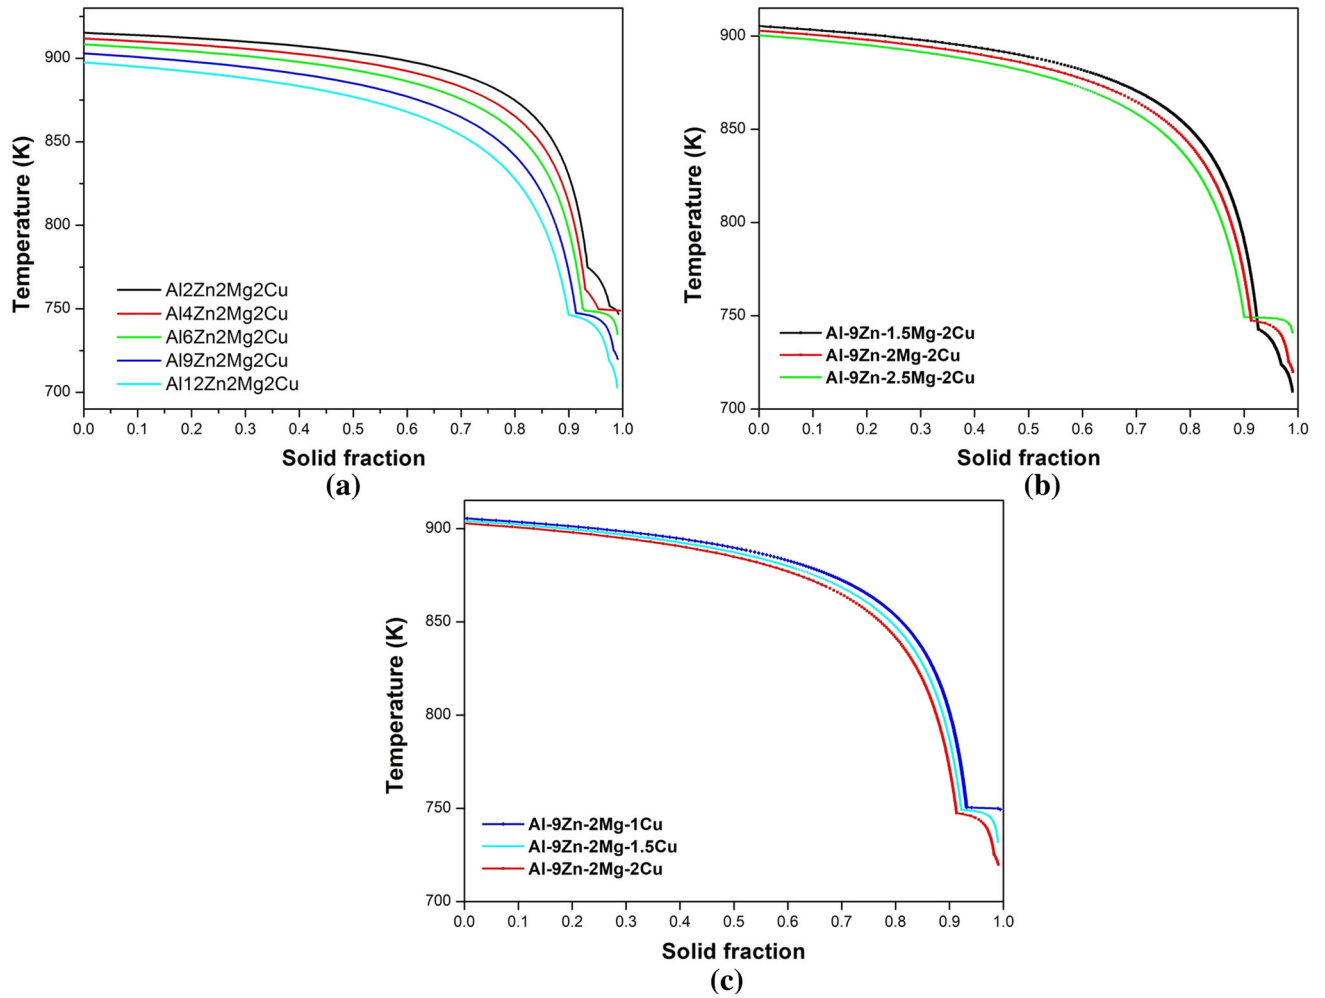 900
850
800
750
700
Temperature (K)
Al2Zn2Mg2Cu
Al4Zn2Mg2Cu
Al6Zn2Mg2Cu
Al9Zn2Mg2Cu
Al12Zn2Mg2Cu
0.0 0.1 0.2 0.3 0.4 0.5 0.6 0.7 0.8 0.9 1.0
Solid fraction
(a)
900
850
800
750
700
Temperature (K)
Al-9Zn-1.5Mg-2Cu
Al-9Zn-2Mg-2Cu
Al-9Zn-2.5Mg-2Cu
0.0 0.1 0.2 0.3 0.4 0.5 0.6 0.7 0.8 0.9 1.0
Solid fraction
(b)
900
850
800
750
700
Temperature (K)
Al-9Zn-2Mg-1Cu
Al-9Zn-2Mg-1.5Cu
Al-9Zn-2Mg-2Cu
0.0 0.1 0.2 0.3 0.4 0.5 0.6 0.7 0.8 0.9 1.0
Solid fraction
(c)